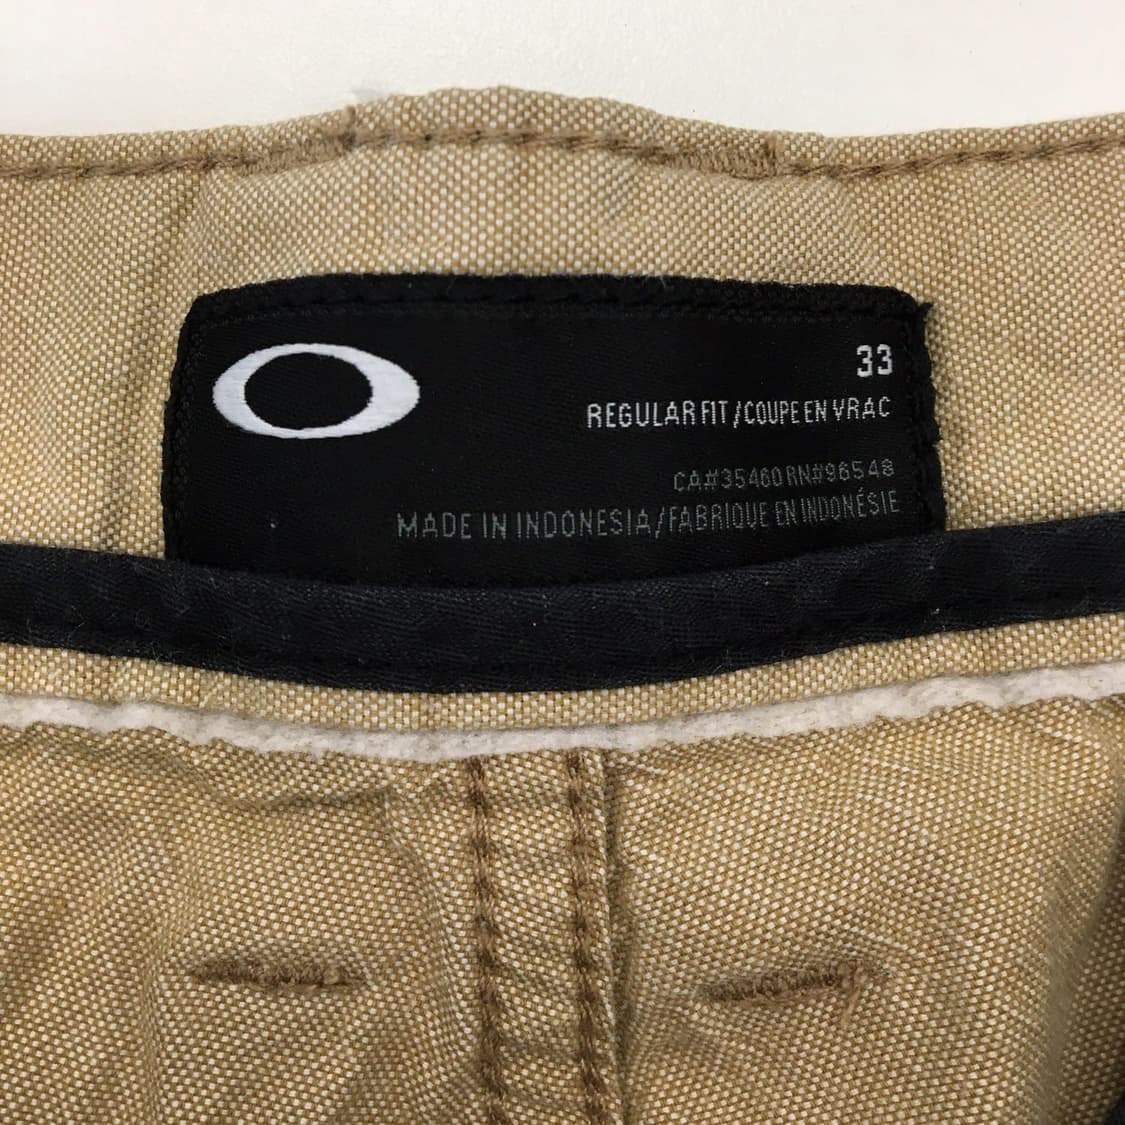 33
REGULAR FIT / COUPE EN VRAC
CA#35460 RN#96548
MADE IN INDONESIA/FABRIQUE EN INDONÉSIE